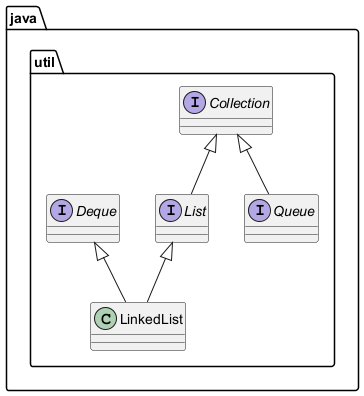 java
util
I Collection
I Deque
I List
I Queue
C LinkedList